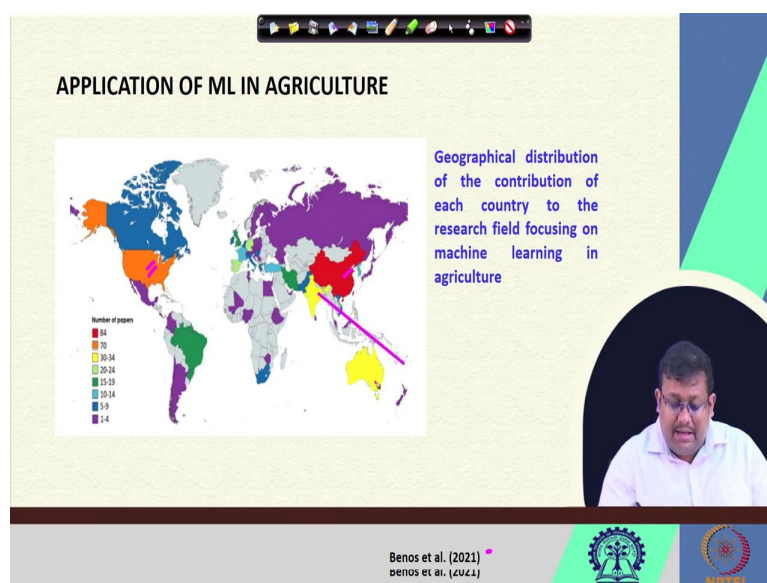 APPLICATION OF ML IN AGRICULTURE
Geographical distribution
of the contribution of
each country to the
research field focusing on
machine learning in
agriculture
Number of papers
84
70
30-34
20-24
15-19
10-14
5-9
1-4
Benos et al. (2021)
Benos et al. (2021)
NPTEL